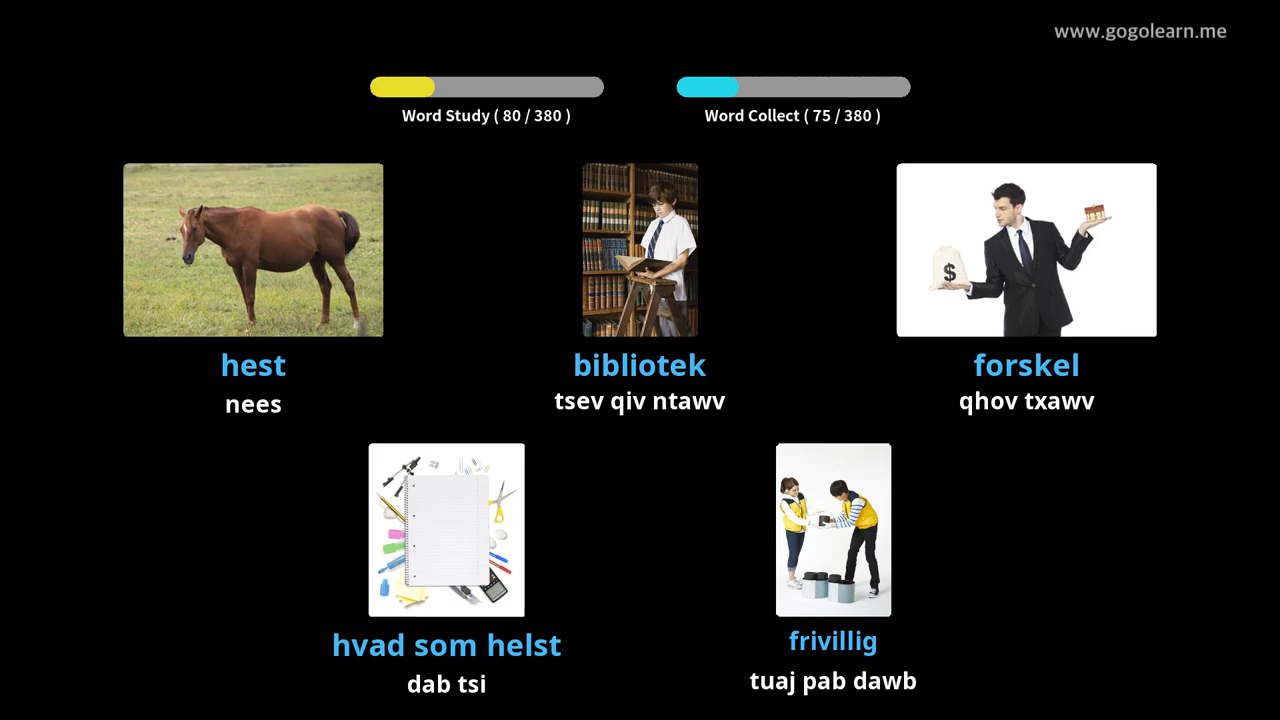 www.gogolearn.me
Word Study ( 80 / 380 )
Word Collect ( 75 / 380 )
hest
nees
bibliotek
tsev qiv ntawv
forskel
qhov txawv
$
hvad som helst
dab tsi
frivillig
tuaj pab dawb